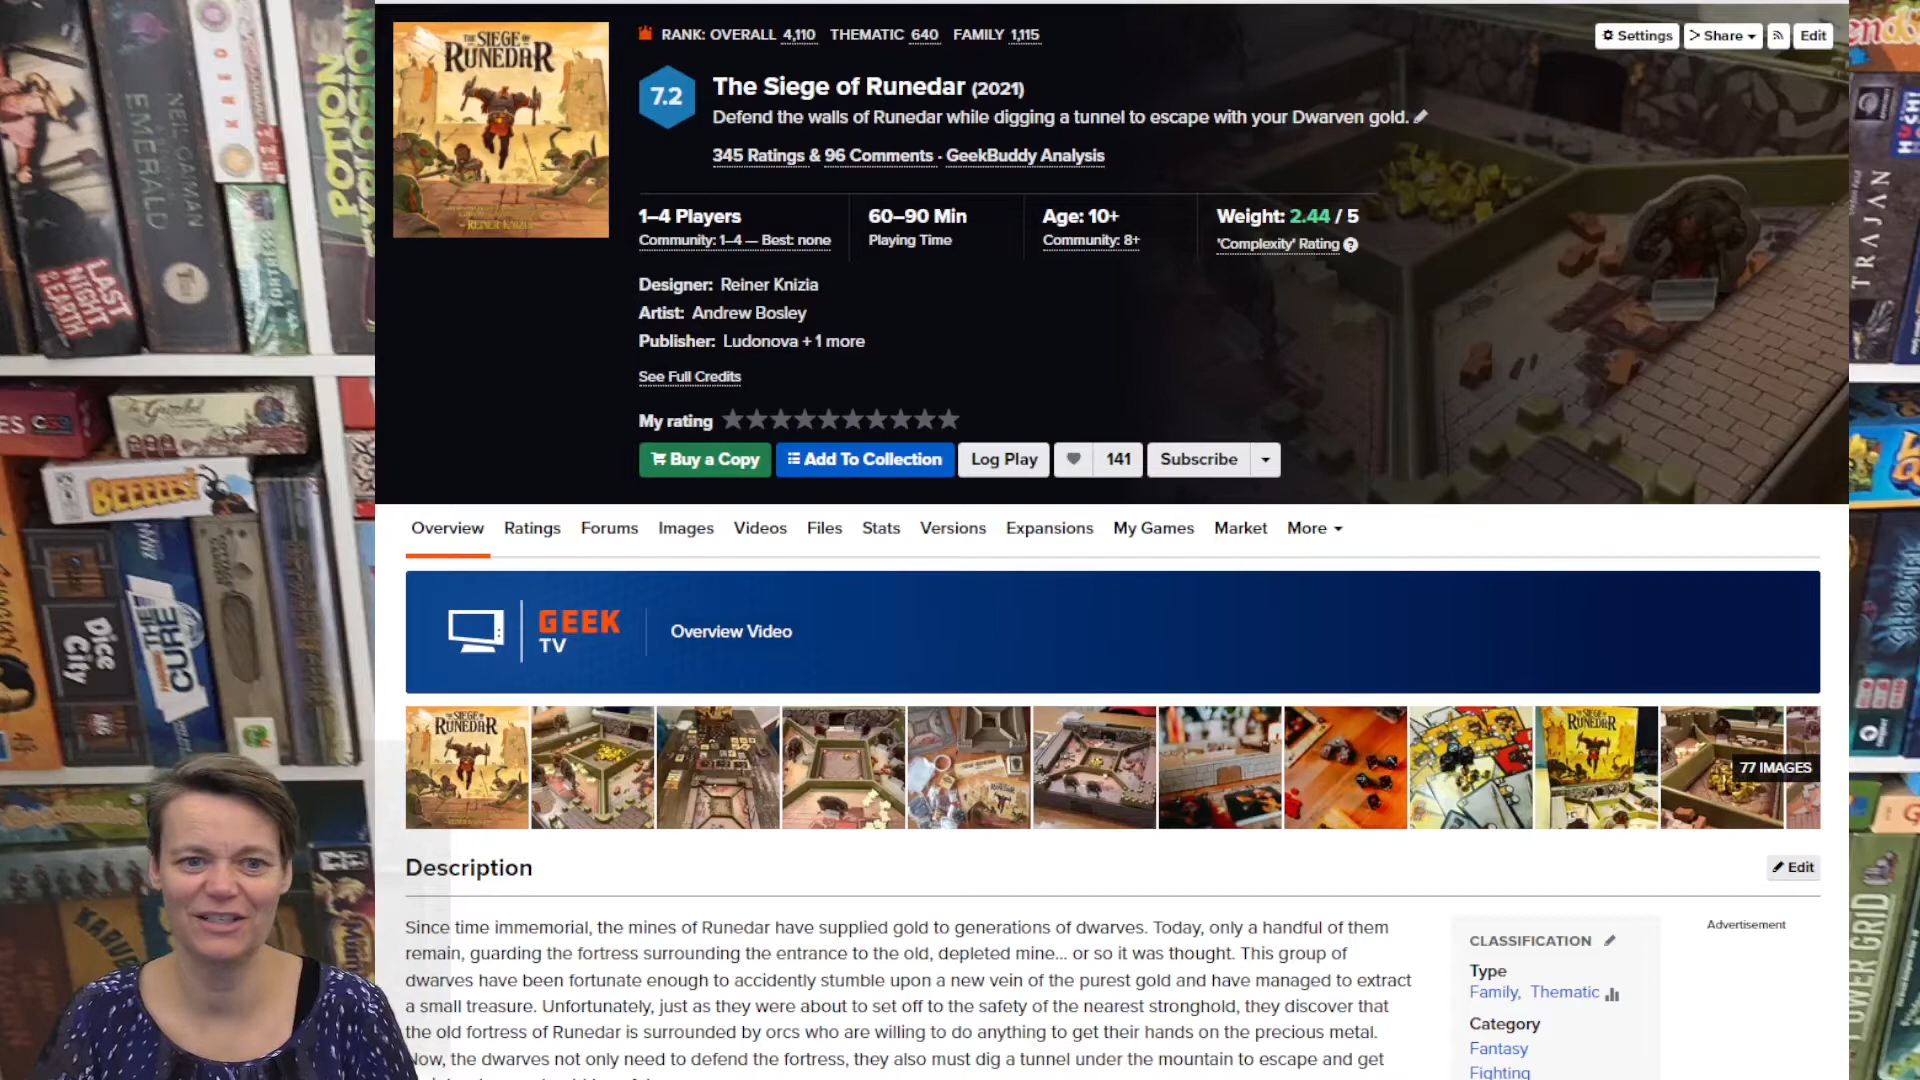 RANK: OVERALL 4,110 THEMATIC 640 FAMILY 1,115
Settings
Share
Edit
THE SIEGE OF
RUNEDAR
REINER KNIZIA
7.2
The Siege of Runedar (2021)
Defend the walls of Runedar while digging a tunnel to escape with your Dwarven gold.
345 Ratings & 96 Comments · GeekBuddy Analysis
1–4 Players
Community: 1–4 — Best: none
60–90 Min
Playing Time
Age: 10+
Community: 8+
Weight: 2.44 / 5
'Complexity' Rating
Designer: Reiner Knizia
Artist: Andrew Bosley
Publisher: Ludonova + 1 more
See Full Credits
My rating
Buy a Copy
Add To Collection
Log Play
141
Subscribe
Overview Ratings Forums Images Videos Files Stats Versions Expansions My Games Market More
GEEK
TV
Overview Video
RUNEDAR
RUNEDAR
77 IMAGES
Description
Edit
Since time immemorial, the mines of Runedar have supplied gold to generations of dwarves. Today, only a handful of them
remain, guarding the fortress surrounding the entrance to the old, depleted mine... or so it was thought. This group of
dwarves have been fortunate enough to accidently stumble upon a new vein of the purest gold and have managed to extract
a small treasure. Unfortunately, just as they were about to set off to the safety of the nearest stronghold, they discover that
the old fortress of Runedar is surrounded by orcs who are willing to do anything to get their hands on the precious metal.
Now, the dwarves not only need to defend the fortress, they also must dig a tunnel under the mountain to escape and get
CLASSIFICATION
Type
Family, Thematic
Category
Fantasy
Fighting
Advertisement
NEIL GAIMAN
EMERALD
KREO
POTION
EXPLOSION
FORTRESS
LAST
NIGHT
EARTH
BEEEEES!
Dice
City
THE
CURE
TRAJAN
POWER GRID